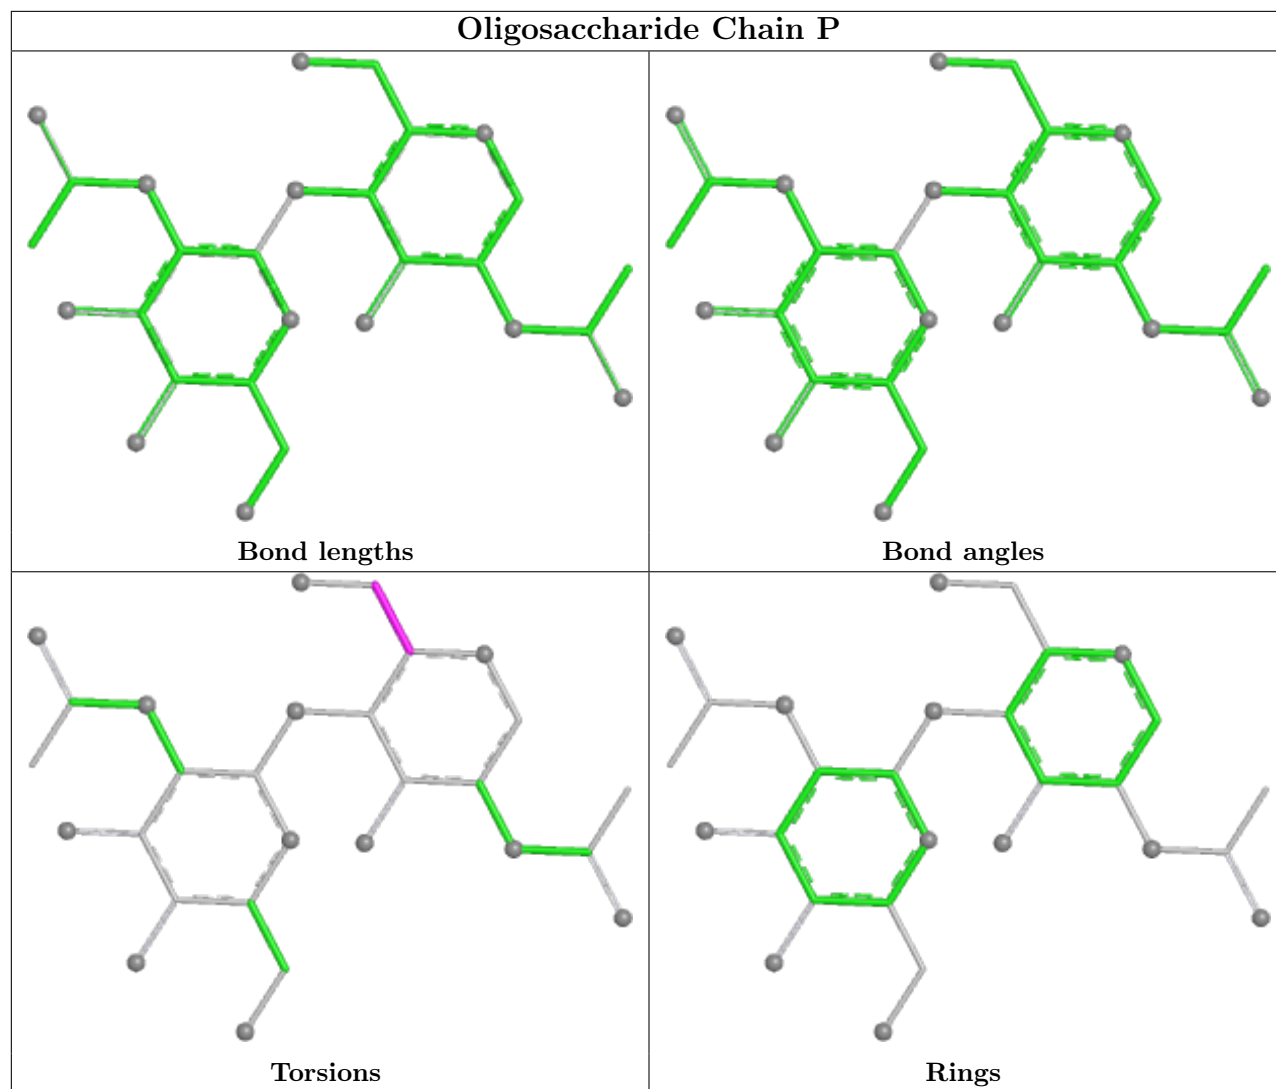 Oligosaccharide Chain P
Bond lengths
Bond angles
Torsions
Rings